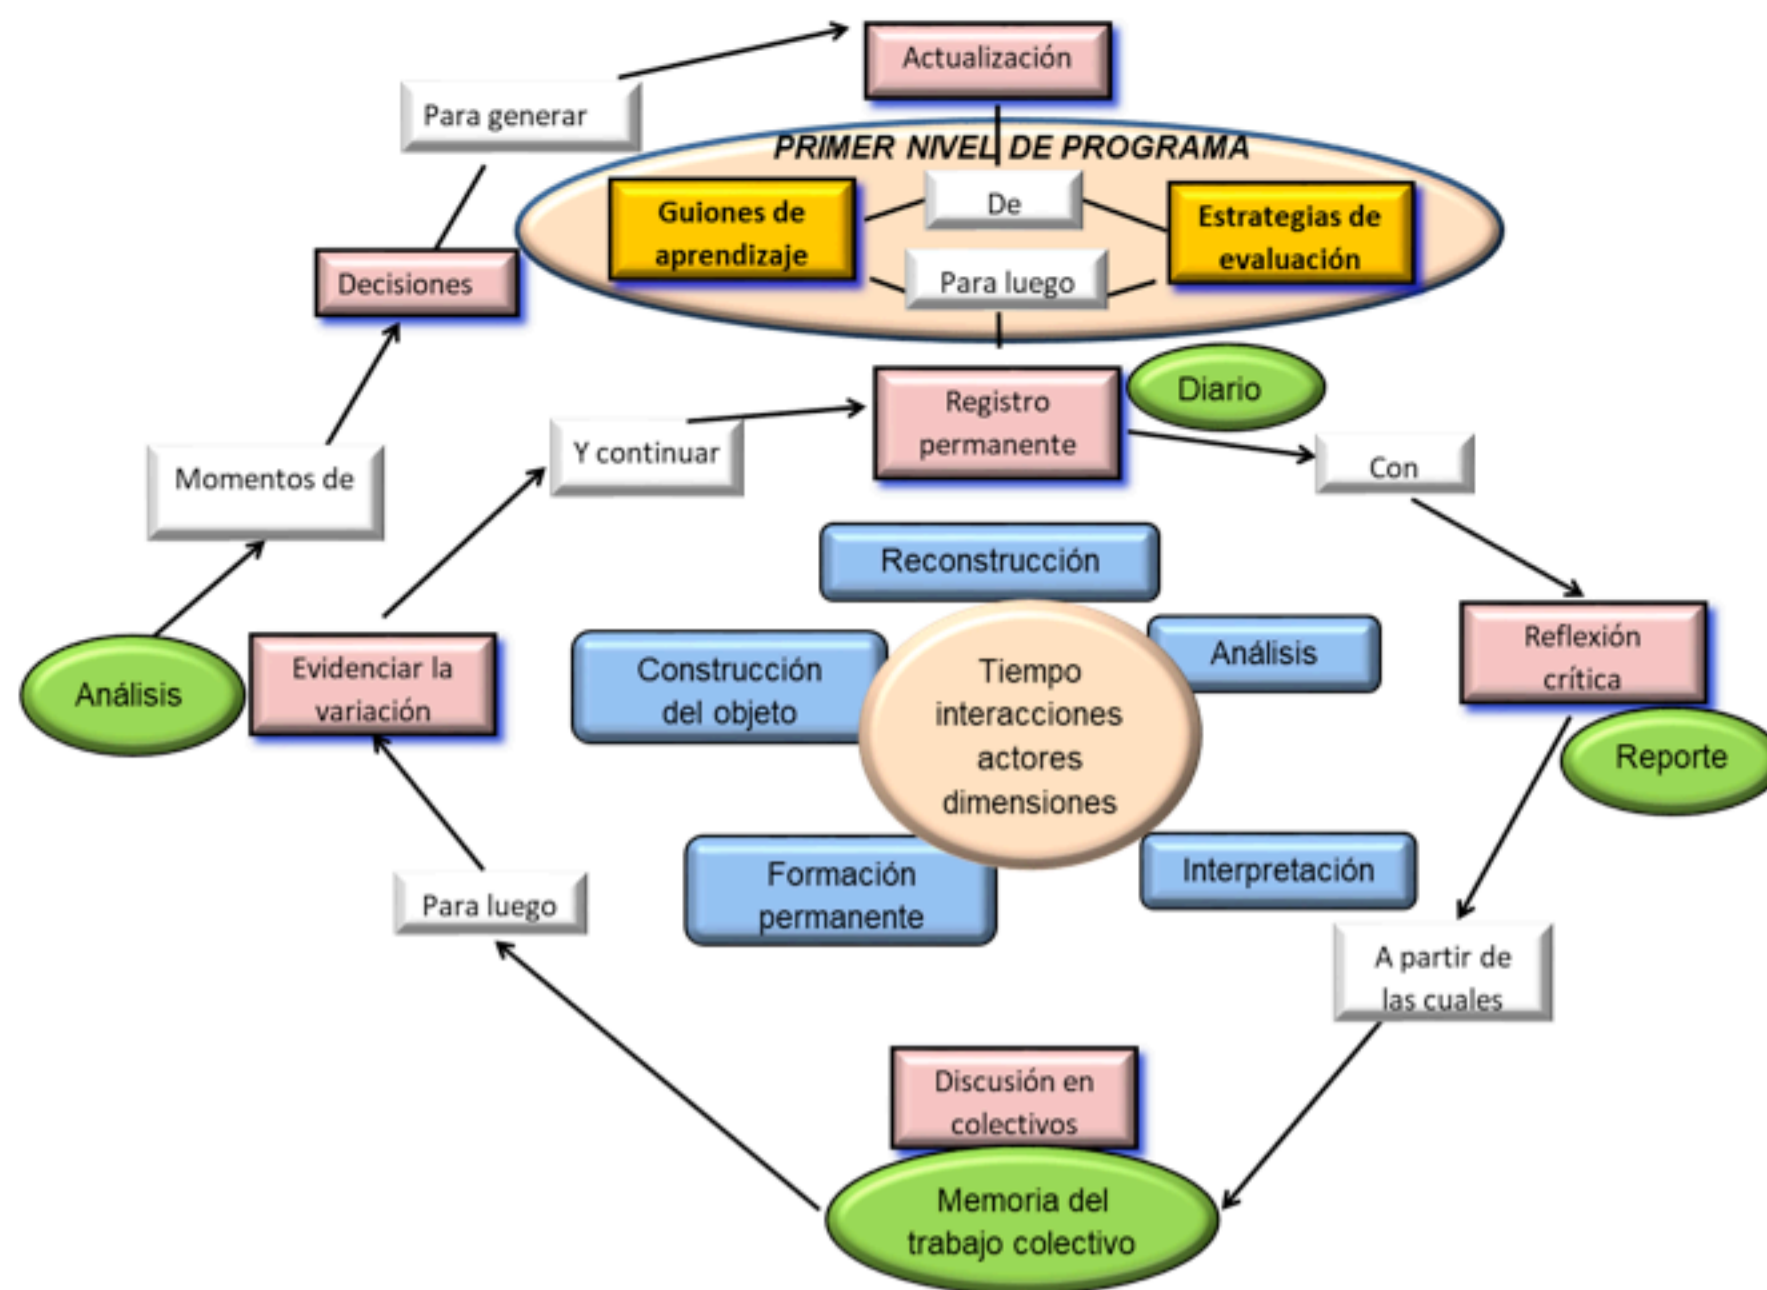 Actualización
Para generar
PRIMER NIVEL DE PROGRAMA
Guiones de
aprendizaje
De
Estrategias de
evaluación
Para luego
Decisiones
Registro
permanente
Diario
Y continuar
Con
Momentos de
Reconstrucción
Análisis
Evidenciar la
variación
Construcción
del objeto
Tiempo
interacciones
actores
dimensiones
Análisis
Reflexión
crítica
Reporte
Formación
permanente
Interpretación
Para luego
A partir de
las cuales
Discusión en
colectivos
Memoria del
trabajo colectivo